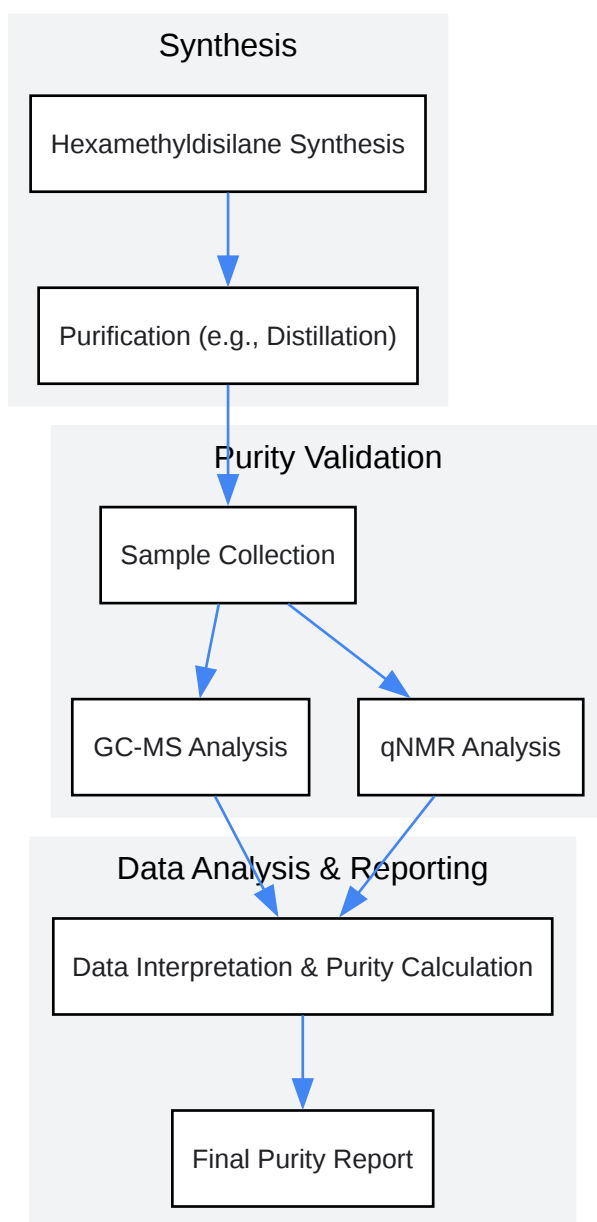 Synthesis
Hexamethyldisilane Synthesis
Purification (e.g., Distillation)
Purity Validation
Sample Collection
GC-MS Analysis
qNMR Analysis
Data Analysis & Reporting
Data Interpretation & Purity Calculation
Final Purity Report